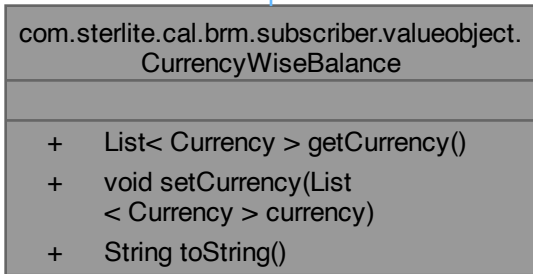 com.sterlite.cal.brm.subscriber.valueobject.
CurrencyWiseBalance
+ List< Currency > getCurrency()
+ void setCurrency(List
< Currency > currency)
+ String toString()